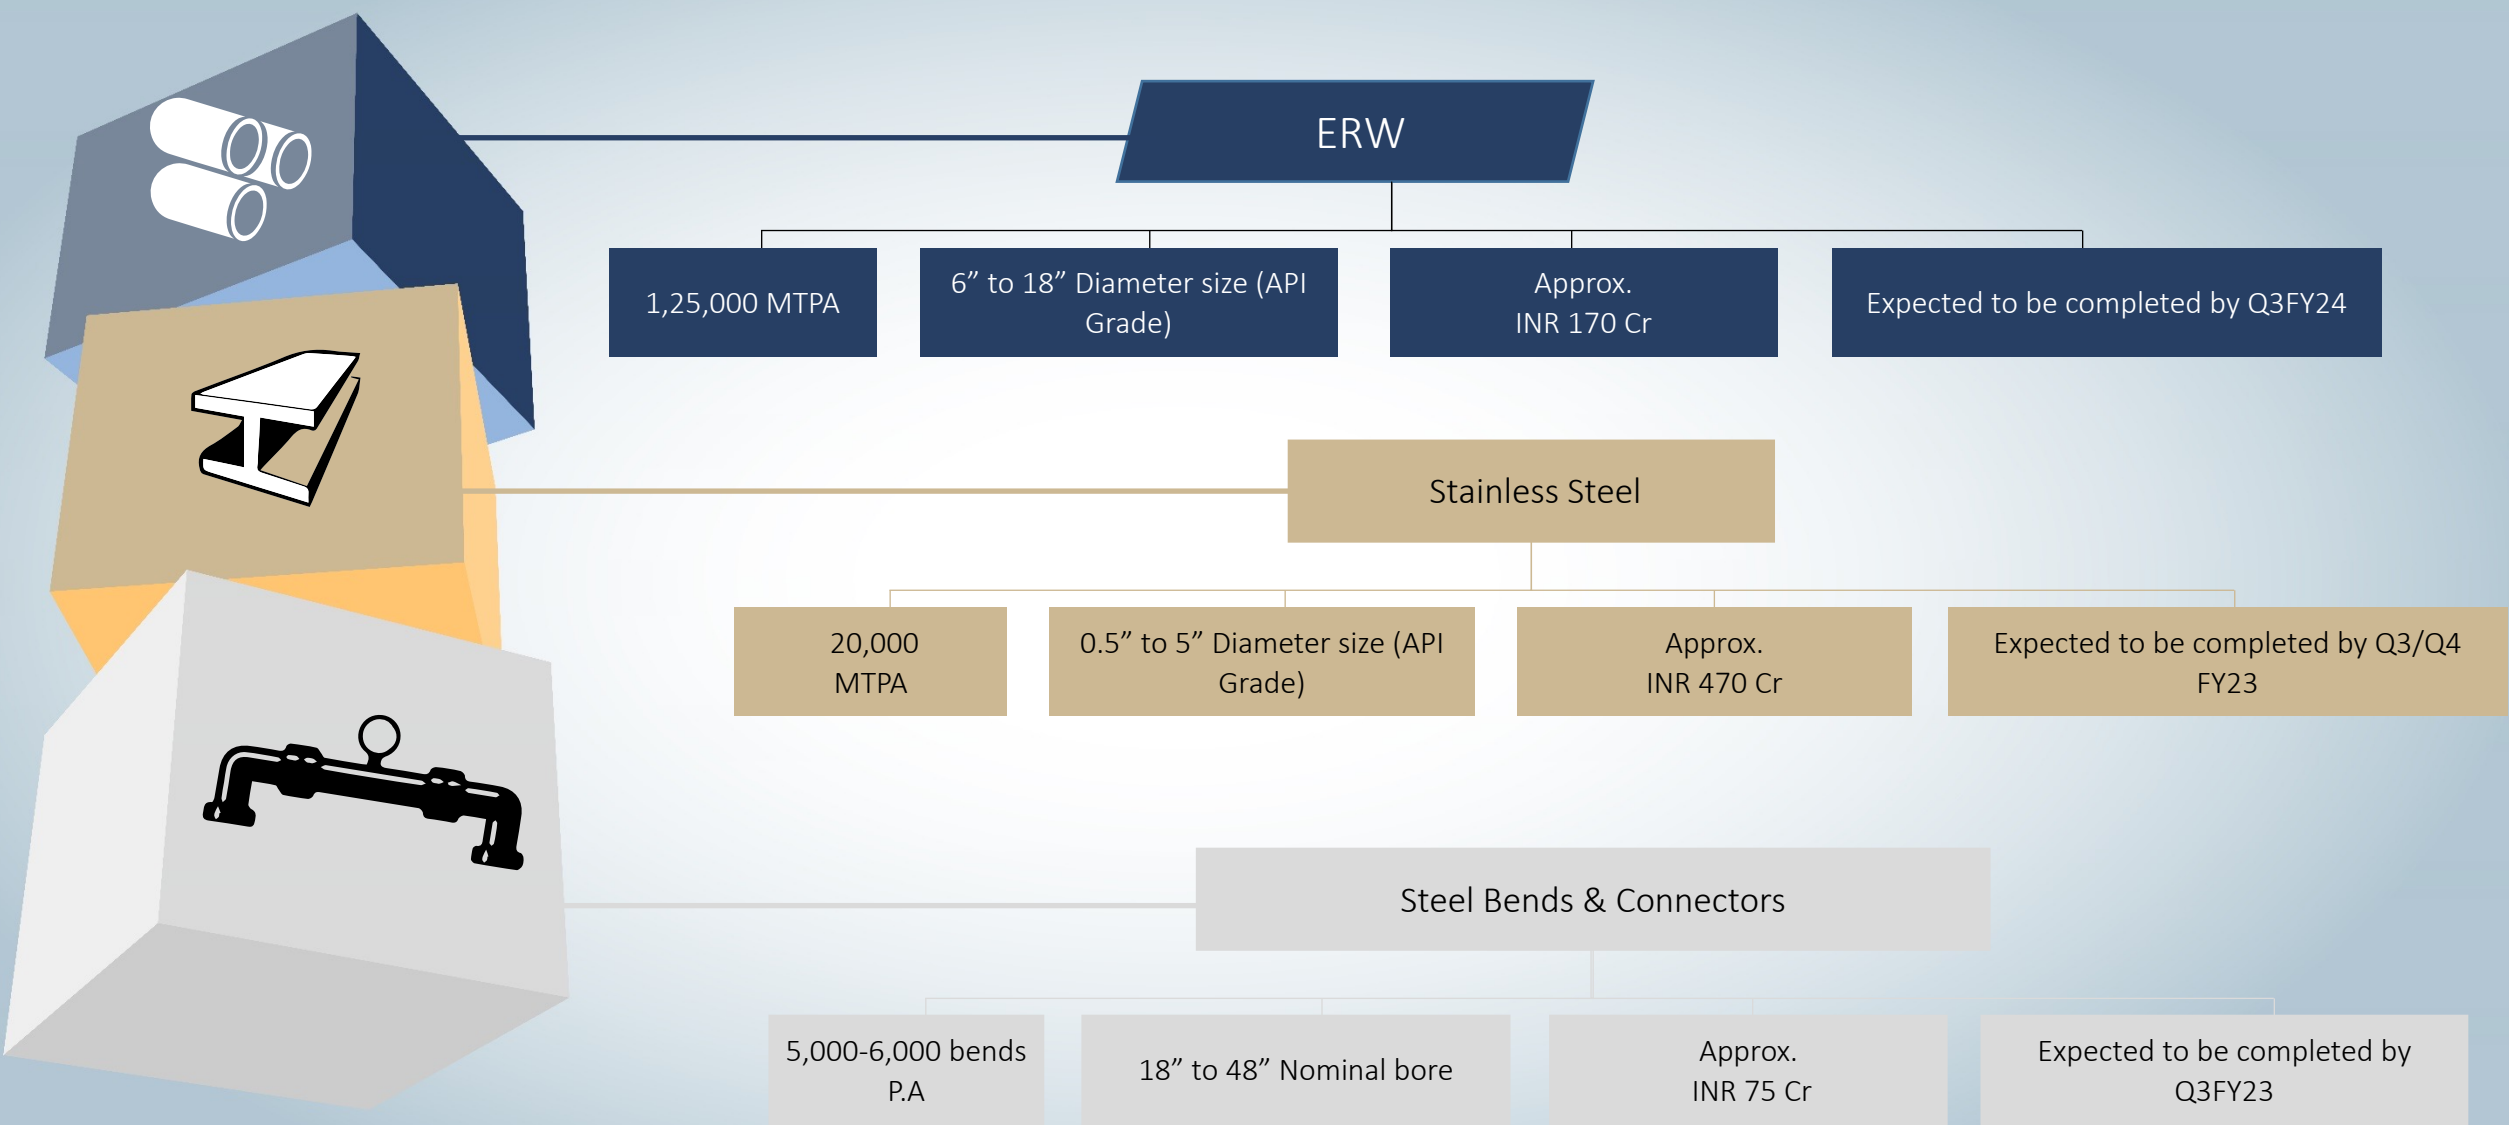 ERW
1,25,000 MTPA
6” to 18” Diameter size (API
Grade)
Approx.
INR 170 Cr
Expected to be completed by Q3FY24
Stainless Steel
20,000
MTPA
0.5” to 5” Diameter size (API
Grade)
Approx.
INR 470 Cr
Expected to be completed by Q3/Q4
FY23
Steel Bends & Connectors
5,000-6,000 bends
P.A
18” to 48” Nominal bore
Approx.
INR 75 Cr
Expected to be completed by
Q3FY23